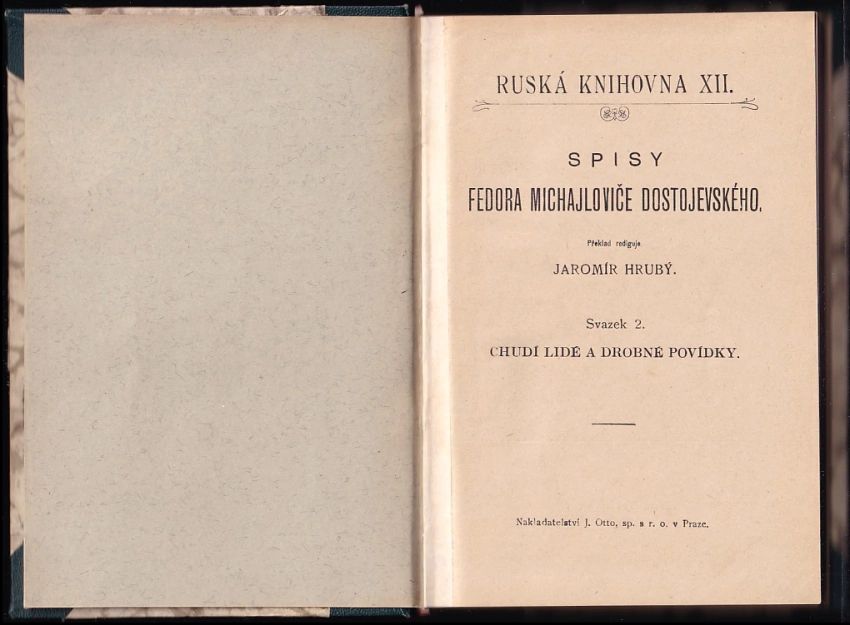 RUSKÁ KNIHOVNA XII.
SPISY
FEDORA MICHAJLOVIČE DOSTOJEVSKÉHO.
Překlad rediguje
JAROMÍR HRUBÝ.
Svazek 2.
CHUDÍ LIDÉ A DROBNÉ POVÍDKY.
Nakladatelství J. Otto, sp. s r. o. v Praze.